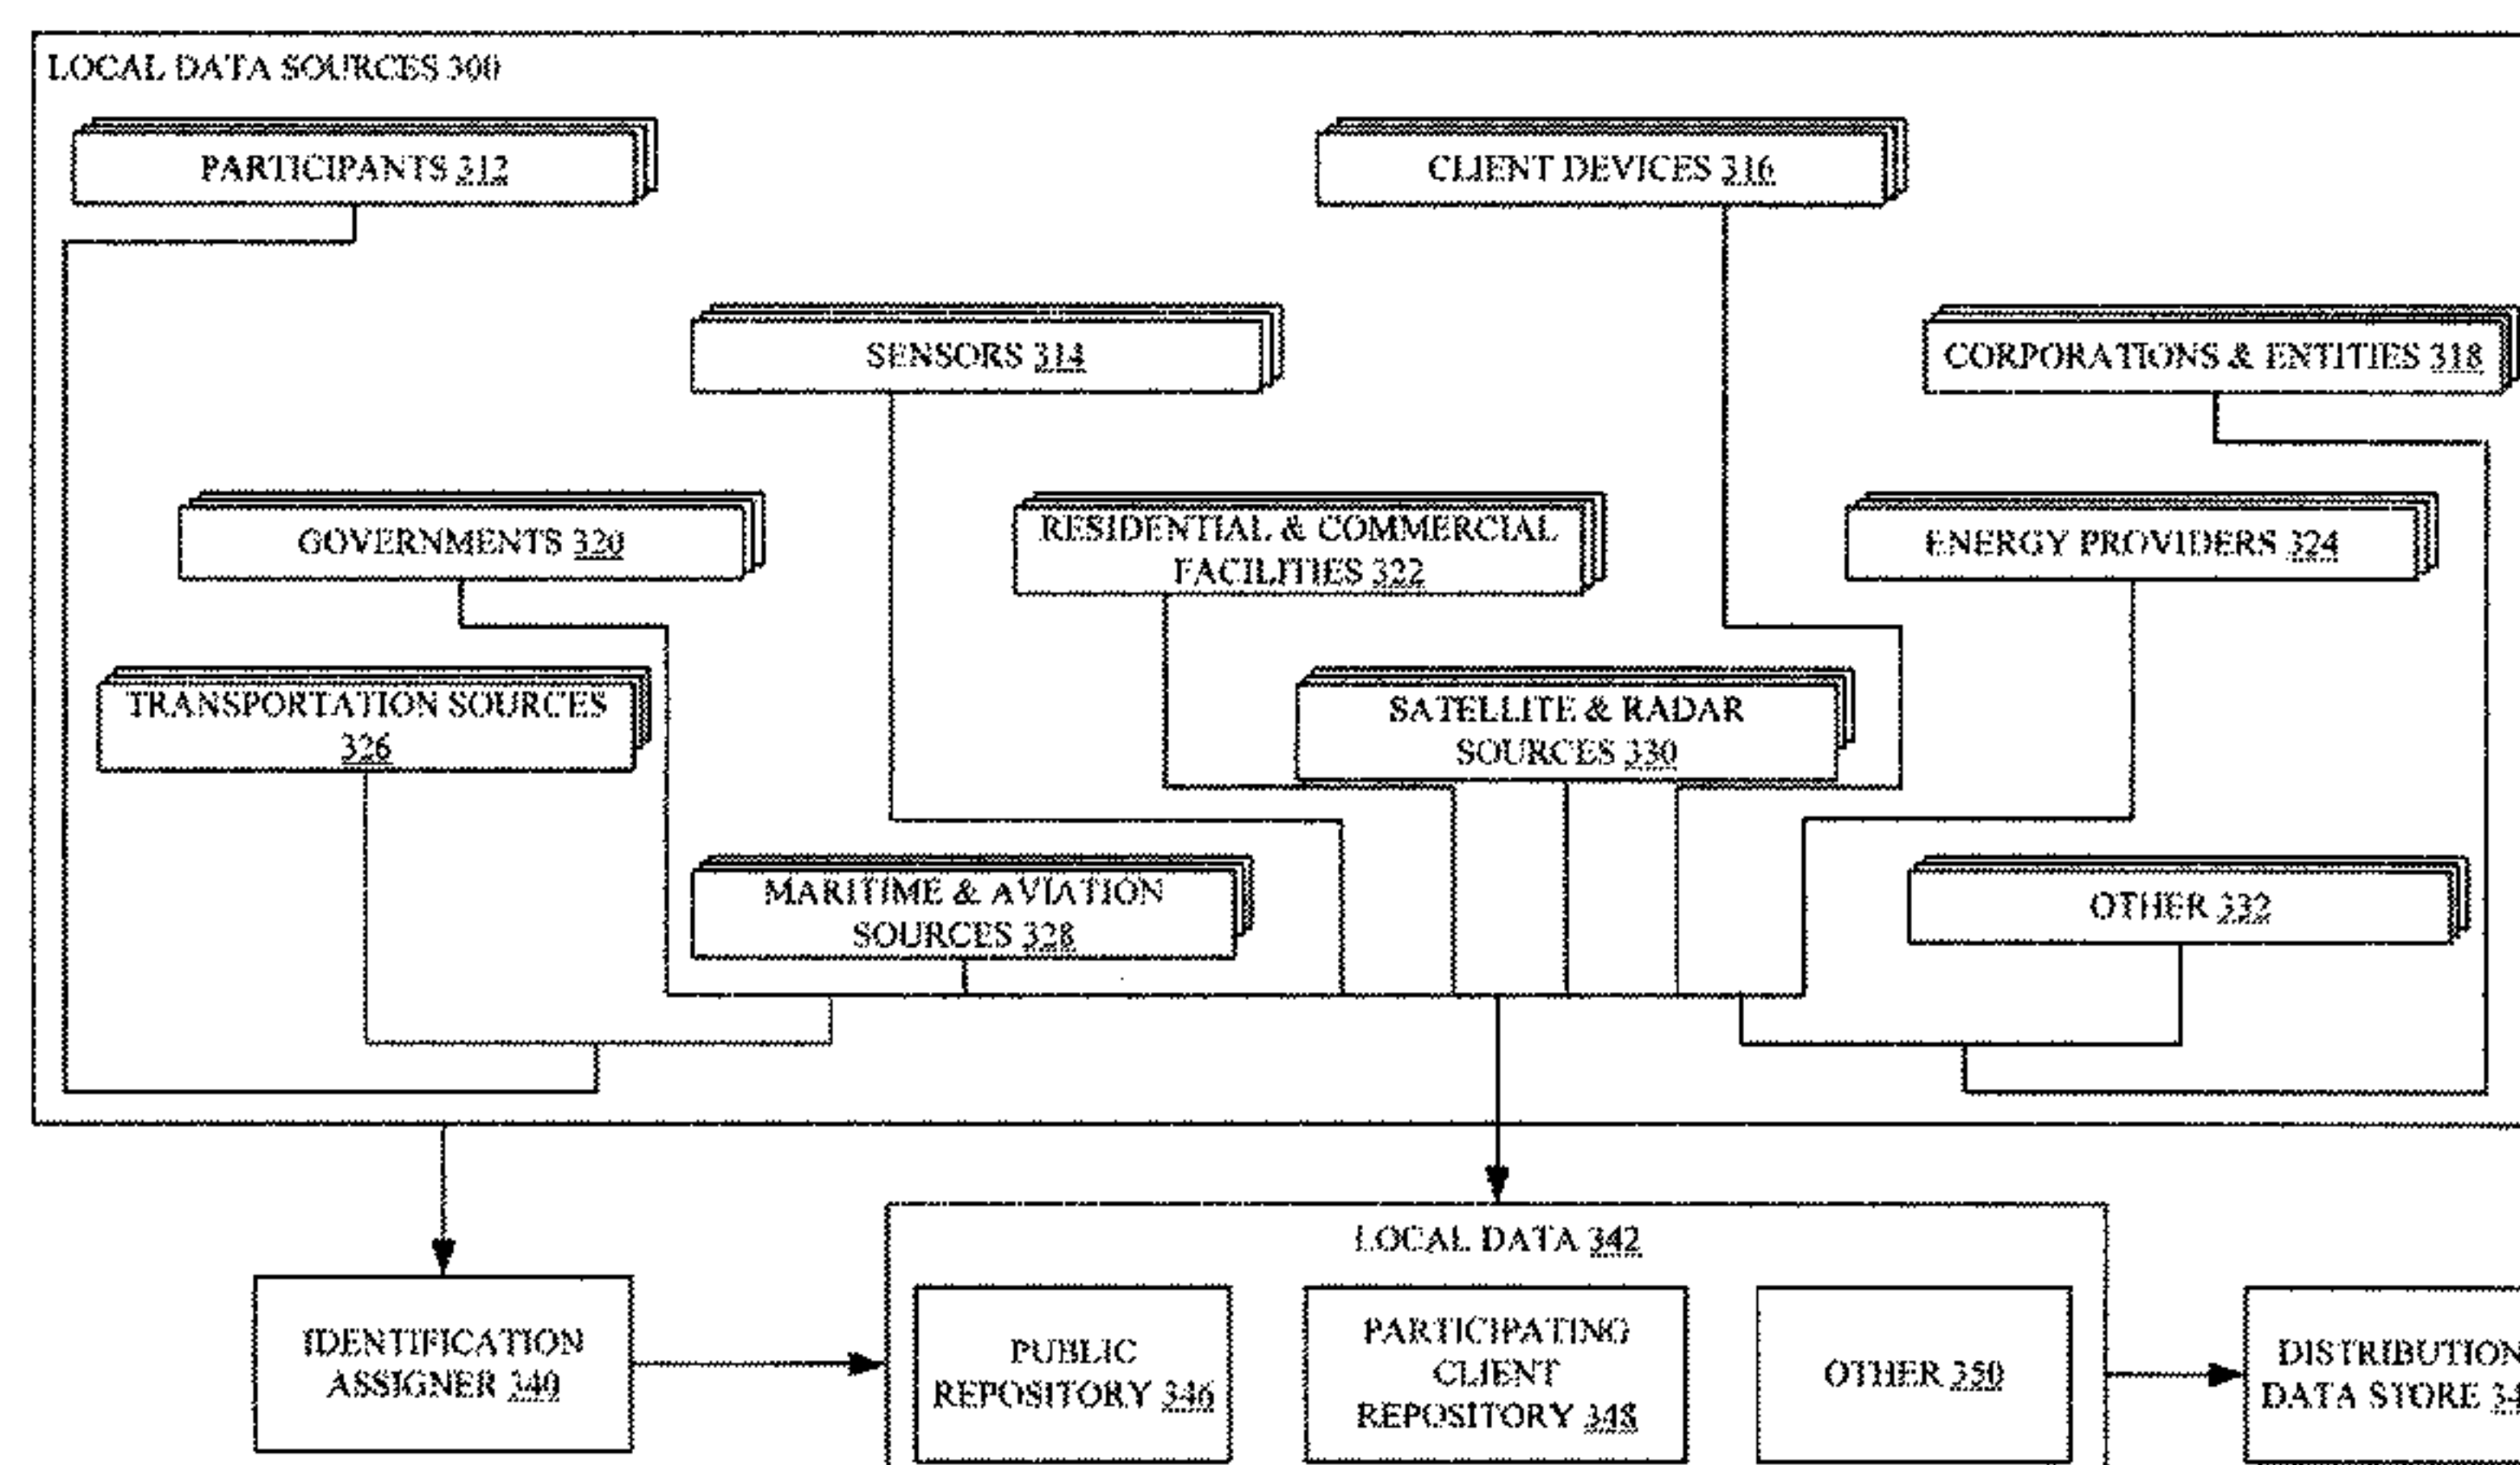 LOCAL DATA SOURCES 300
PARTICIPANTS 312
CLIENT DEVICES 316
SENSORS 314
CORPORATIONS & ENTITIES 318
GOVERNMENTS 320
RESIDENTIAL & COMMERCIAL
FACILITIES 322
ENERGY PROVIDERS 324
TRANSPORTATION SOURCES
326
SATELLITE & RADAR
SOURCES 330
MARITIME & AVIATION
SOURCES 328
OTHER 332
LOCAL DATA 342
IDENTIFICATION
ASSIGNER 340
PUBLIC
REPOSITORY 346
PARTICIPATING
CLIENT
REPOSITORY 348
OTHER 350
DISTRIBUTION
DATA STORE